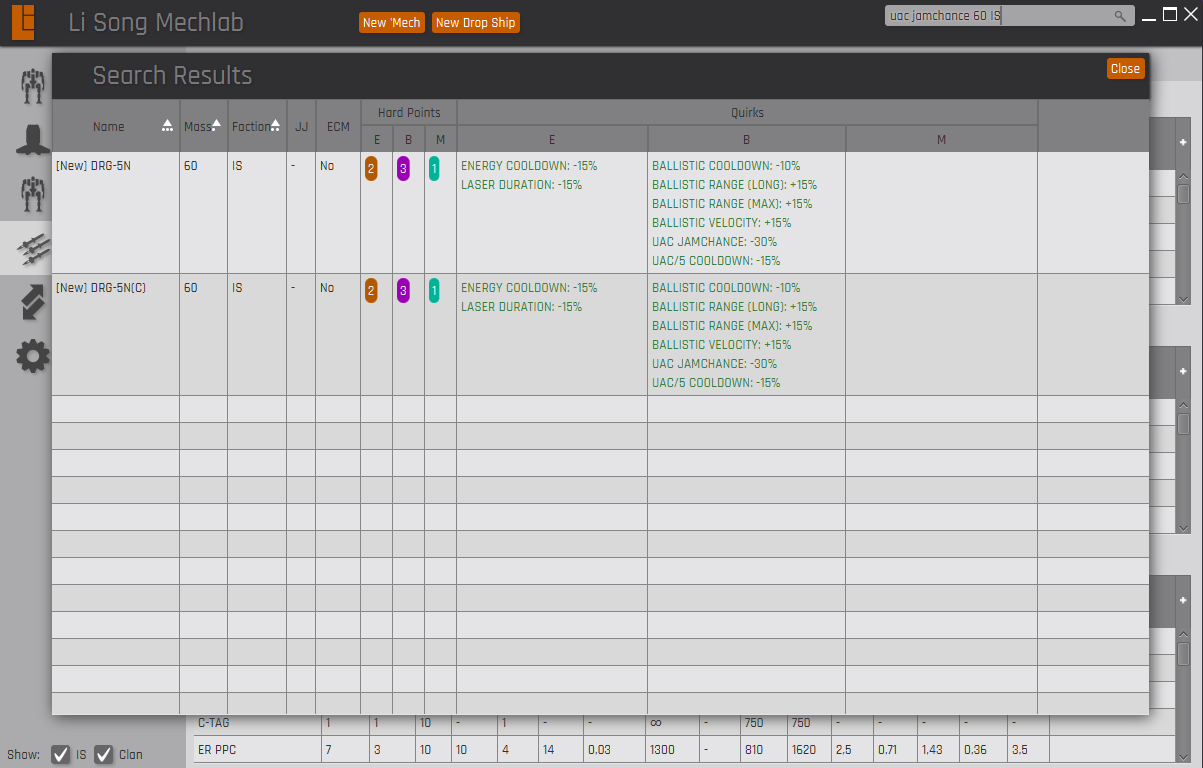 Li Song Mechlab
New 'Mech
New Drop Ship
uac jamchance 60 IS
Search Results
Close
Name
Mass
Faction
JJ
ECM
Hard Points
Quirks
E B M
E B M
[New] DRG-5N 60 IS - No 2 3 1
ENERGY COOLDOWN: -15%
LASER DURATION: -15%
BALLISTIC COOLDOWN: -10%
BALLISTIC RANGE (LONG): +15%
BALLISTIC RANGE (MAX): +15%
BALLISTIC VELOCITY: +15%
UAC JAMCHANCE: -30%
UAC/5 COOLDOWN: -15%
[New] DRG-5N(C) 60 IS - No 2 3 1
ENERGY COOLDOWN: -15%
LASER DURATION: -15%
BALLISTIC COOLDOWN: -10%
BALLISTIC RANGE (LONG): +15%
BALLISTIC RANGE (MAX): +15%
BALLISTIC VELOCITY: +15%
UAC JAMCHANCE: -30%
UAC/5 COOLDOWN: -15%
C-TAG 1 1 10 - 1 - - ∞ - 750 750 - - - - -
ER PPC 7 3 10 10 4 14 0,03 1300 - 810 1620 2,5 0,71 1,43 0,36 3,5
Show: IS Clan